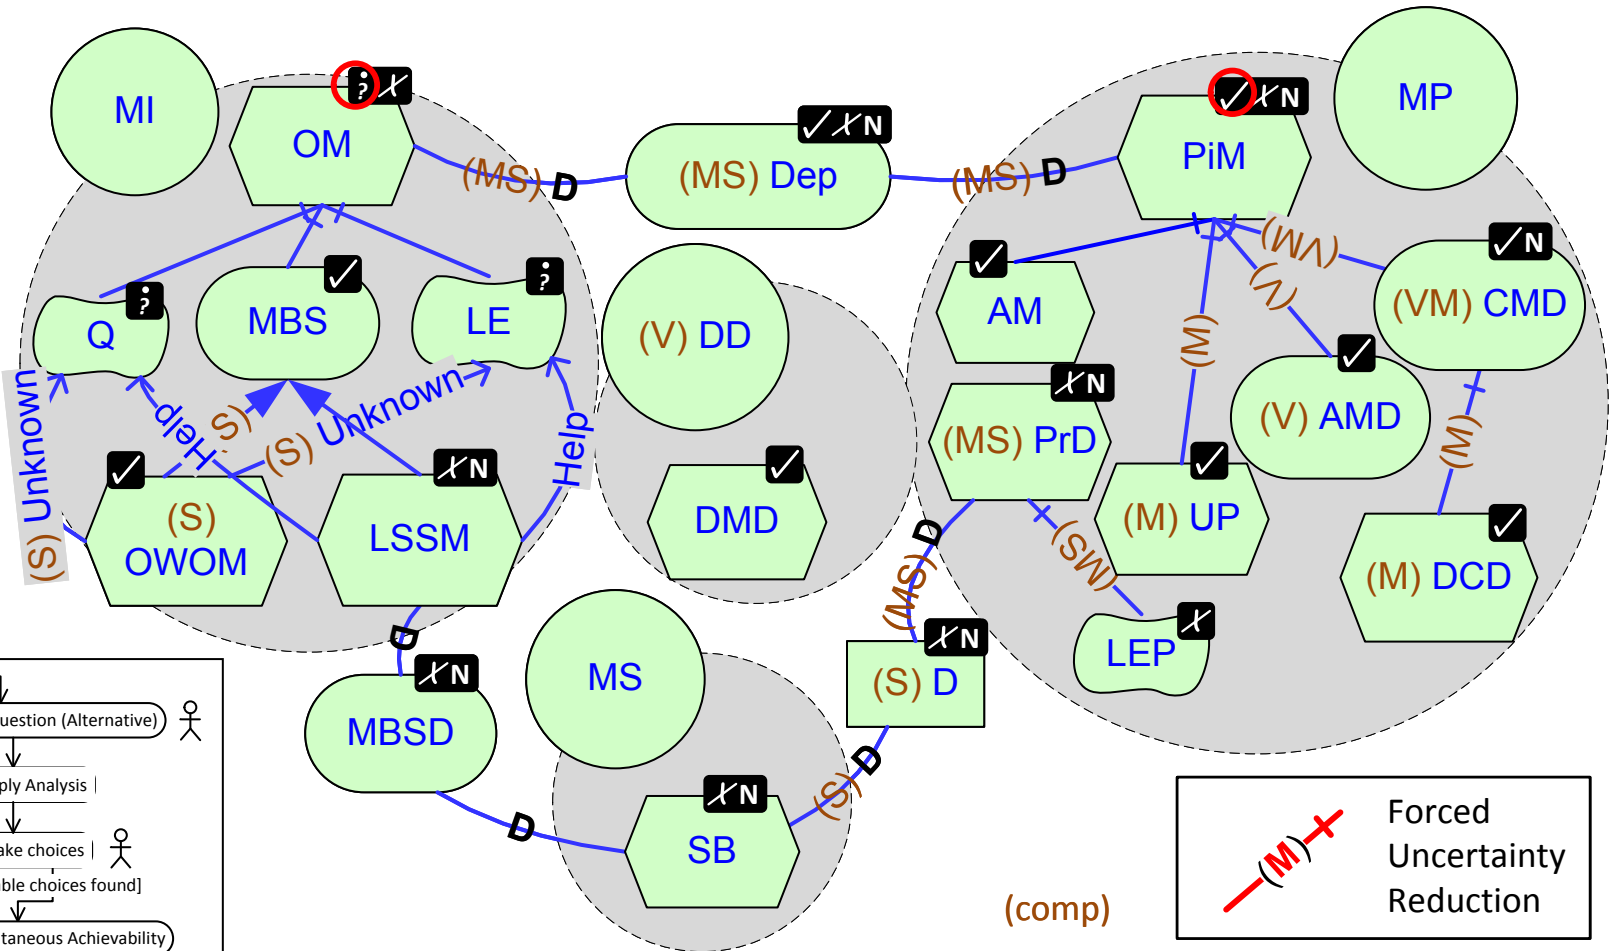 MI
OM
? X
(MS) D
(MS) Dep
✓ X N
(MS) D
PiM
✓ X N
MP
Q
?
MBS
✓
LE
?
(V) DD
AM
✓
(VM)
(V)
(M)
(VM) CMD
✓ N
(V) AMD
✓
(MS) PrD
X N
(M) UP
✓
(M)
(M) DCD
✓
(S) Unknown
Help
(S)
(S) Unknown
Help
(S)
OWOM
✓
LSSM
X N
DMD
✓
(MS) D
(MS)
LEP
X
D
MBSD
X N
MS
(S) D
X N
D
(S) D
SB
X N
uestion (Alternative)
ply Analysis
ake choices
able choices found]
taneous Achievability
(comp)
(M)
Forced
Uncertainty
Reduction